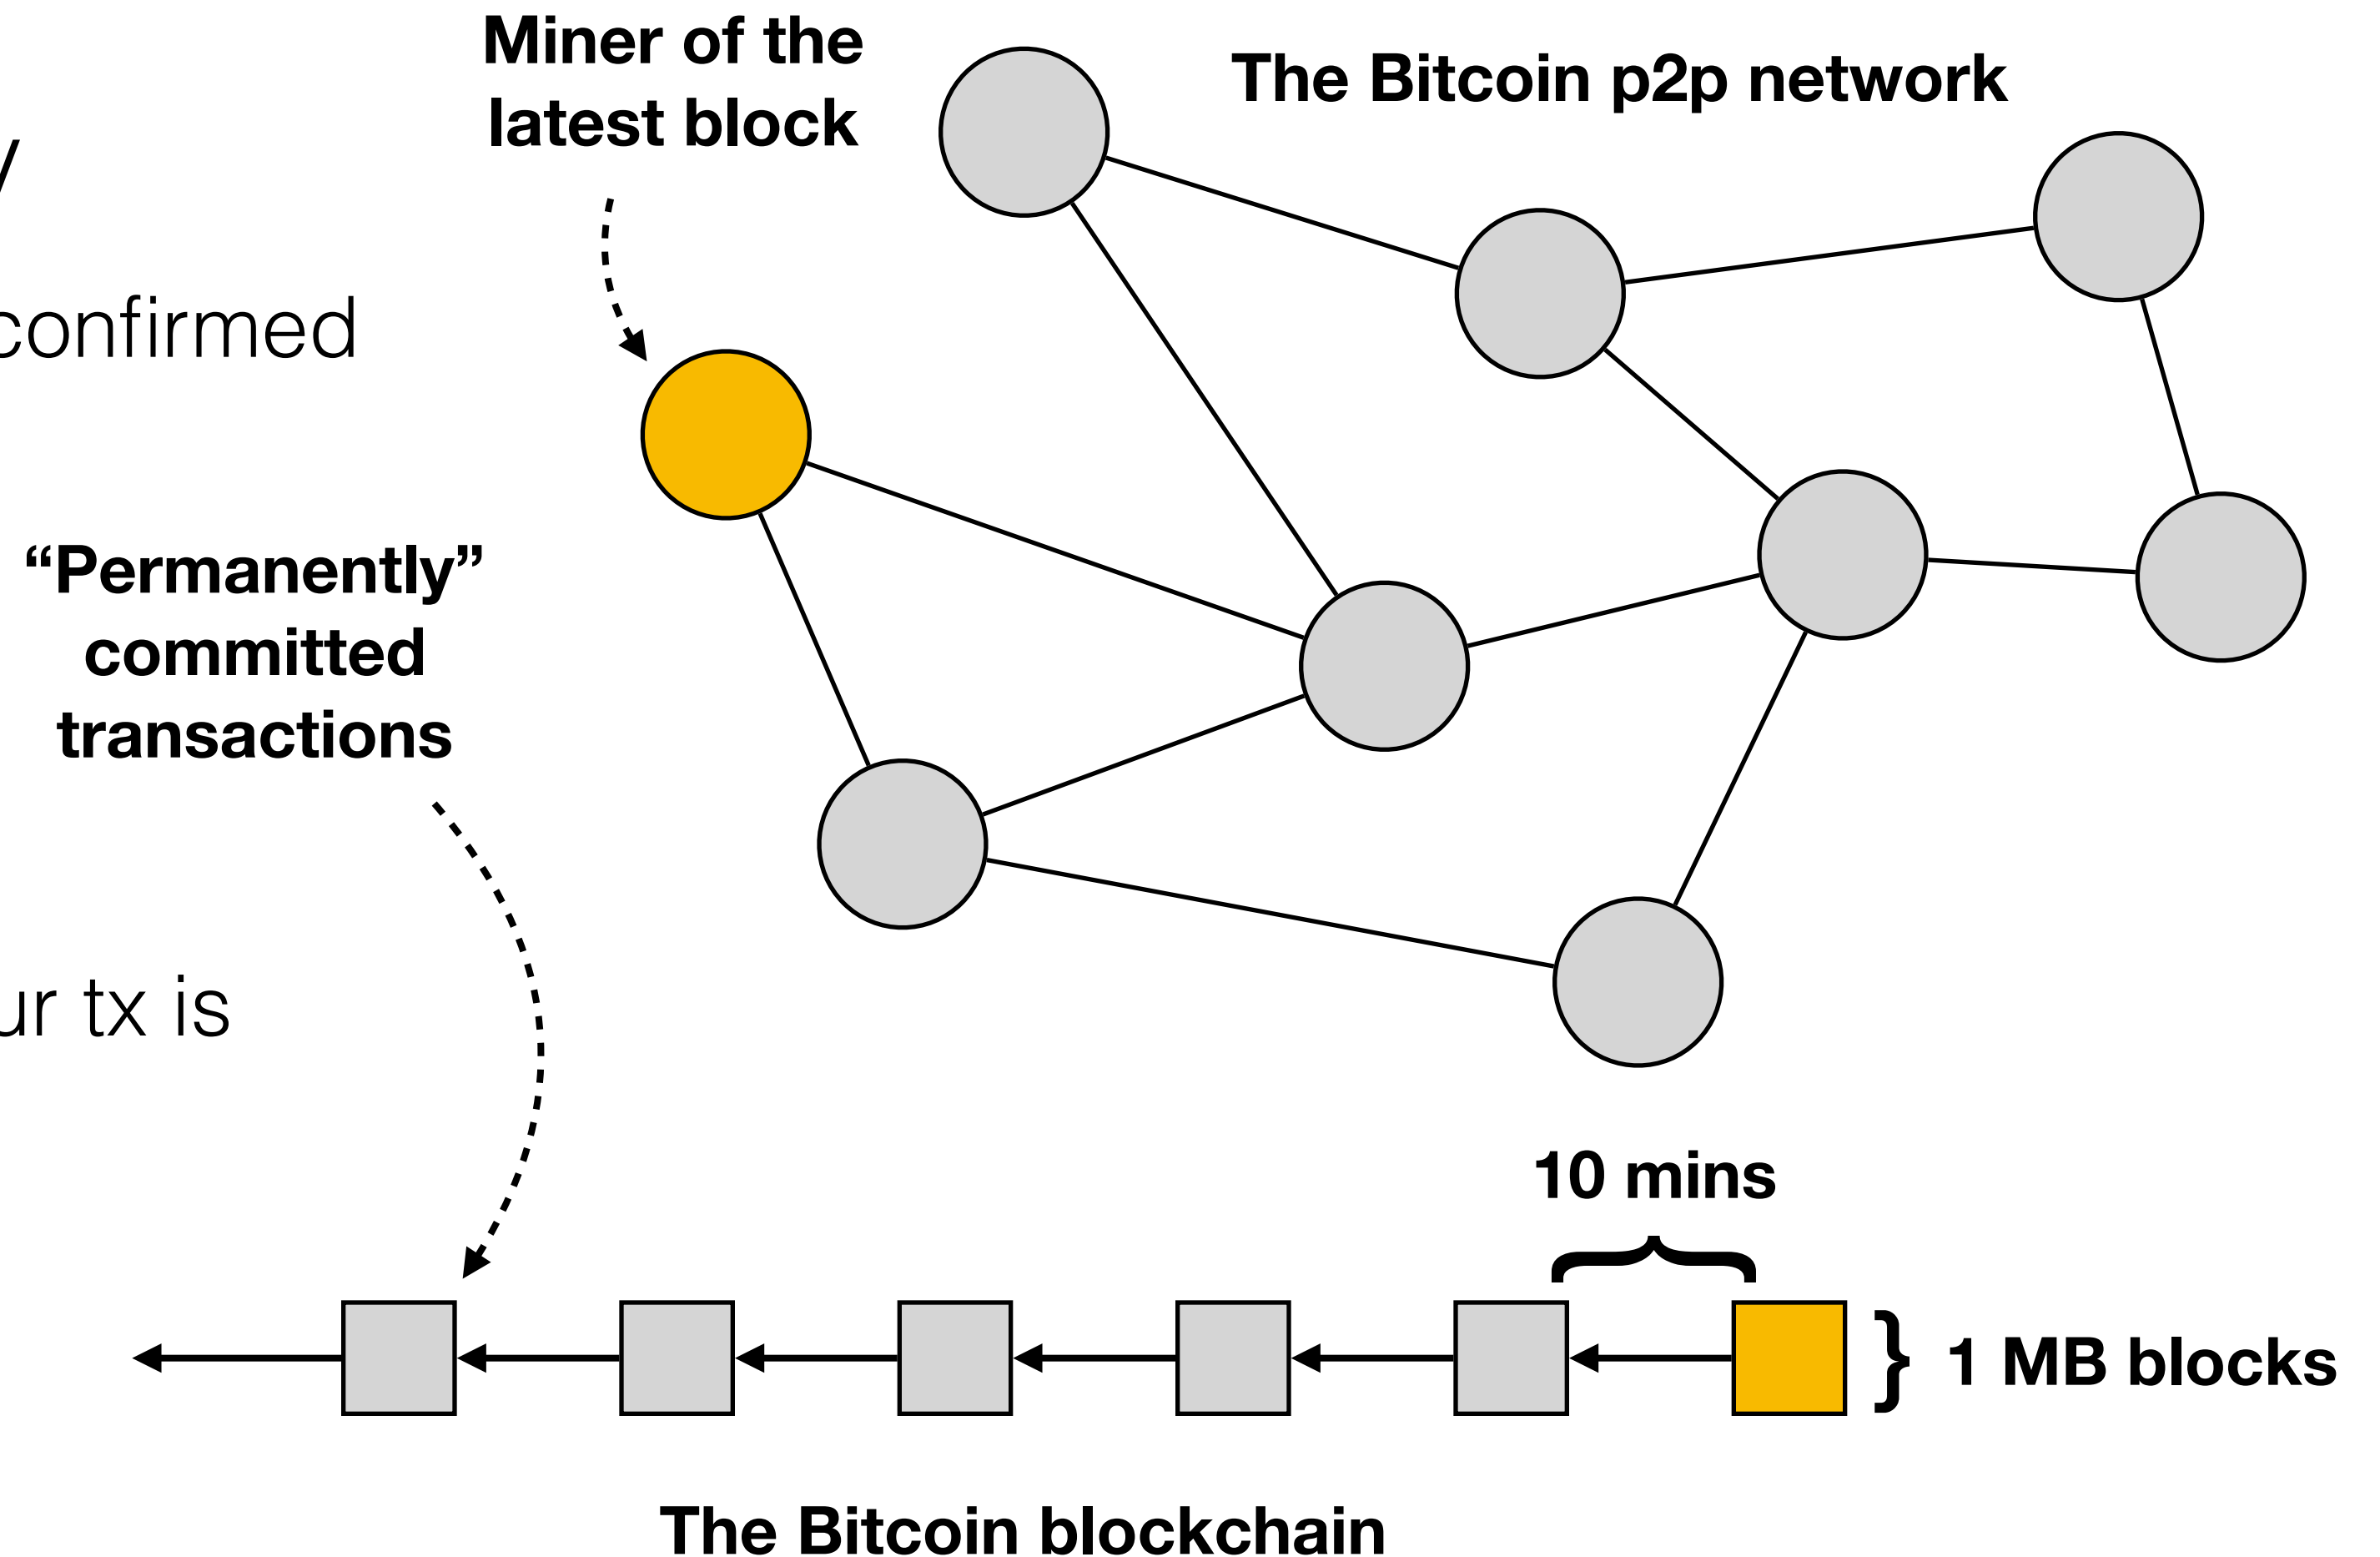 Miner of the
latest block
The Bitcoin p2p network
y
confirmed
“Permanently”
committed
transactions
ur tx is
10 mins
1 MB blocks
The Bitcoin blockchain